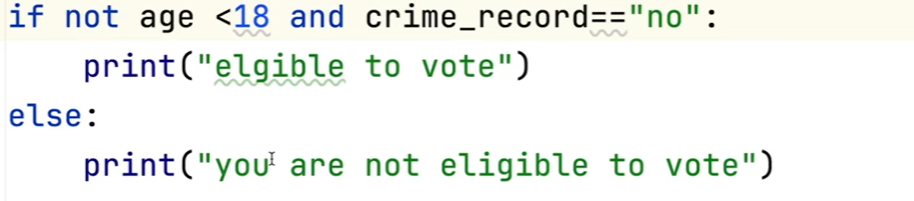 if not age <18 and crime_record=="no":
    print("elgible to vote")
else:
    print("you are not eligible to vote")